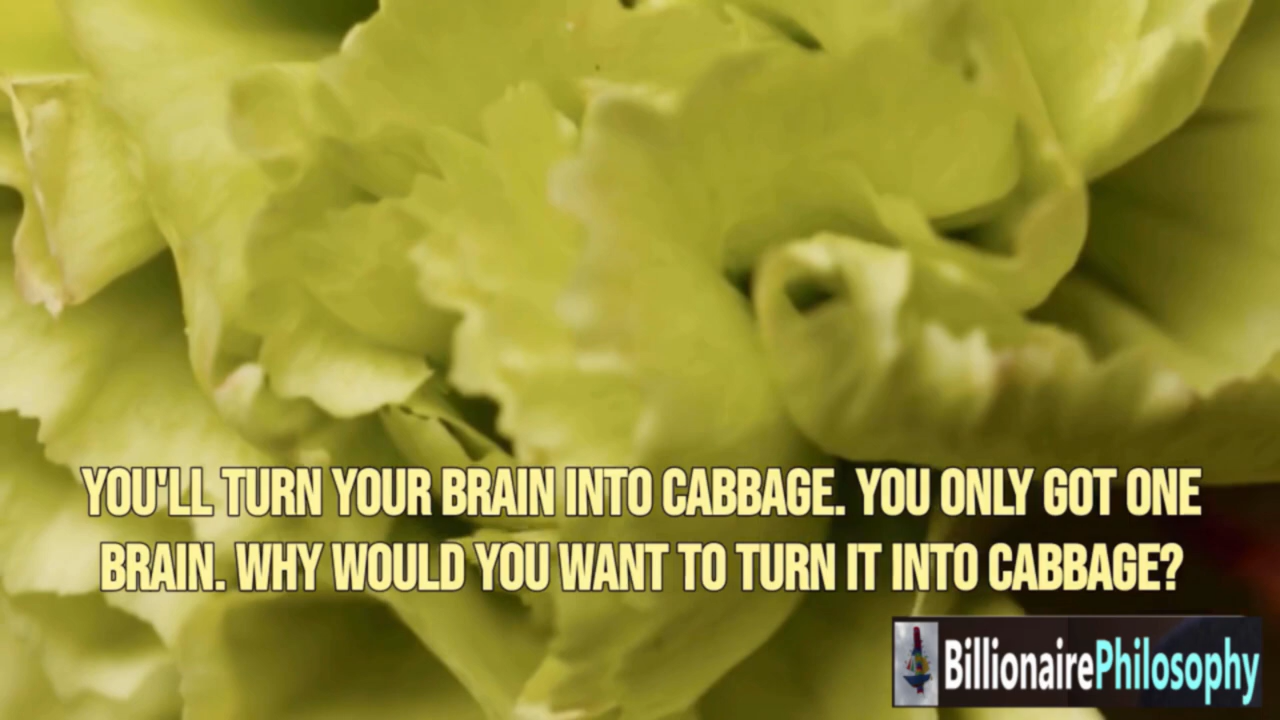 YOU'LL TURN YOUR BRAIN INTO CABBAGE. YOU ONLY GOT ONE
BRAIN. WHY WOULD YOU WANT TO TURN IT INTO CABBAGE?
BillionairePhilosophy